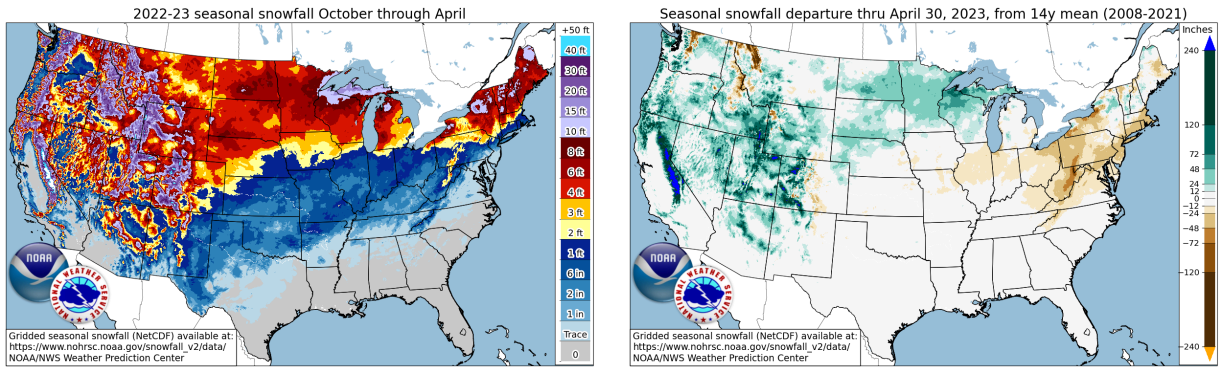 2022-23 seasonal snowfall October through April
+50 ft
40 ft
30 ft
20 ft
15 ft
10 ft
8 ft
6 ft
4 ft
3 ft
2 ft
1 ft
6 in
2 in
1 in
Trace
0
NOAA
NATIONAL WEATHER SERVICE
Gridded seasonal snowfall (NetCDF) available at:
https://www.nohrsc.noaa.gov/snowfall_v2/data/
NOAA/NWS Weather Prediction Center
Seasonal snowfall departure thru April 30, 2023, from 14y mean (2008-2021)
Inches
240
120
72
48
24
12
0
−12
−24
−48
−72
−120
−240
NOAA
NATIONAL WEATHER SERVICE
Gridded seasonal snowfall (NetCDF) available at:
https://www.nohrsc.noaa.gov/snowfall_v2/data/
NOAA/NWS Weather Prediction Center